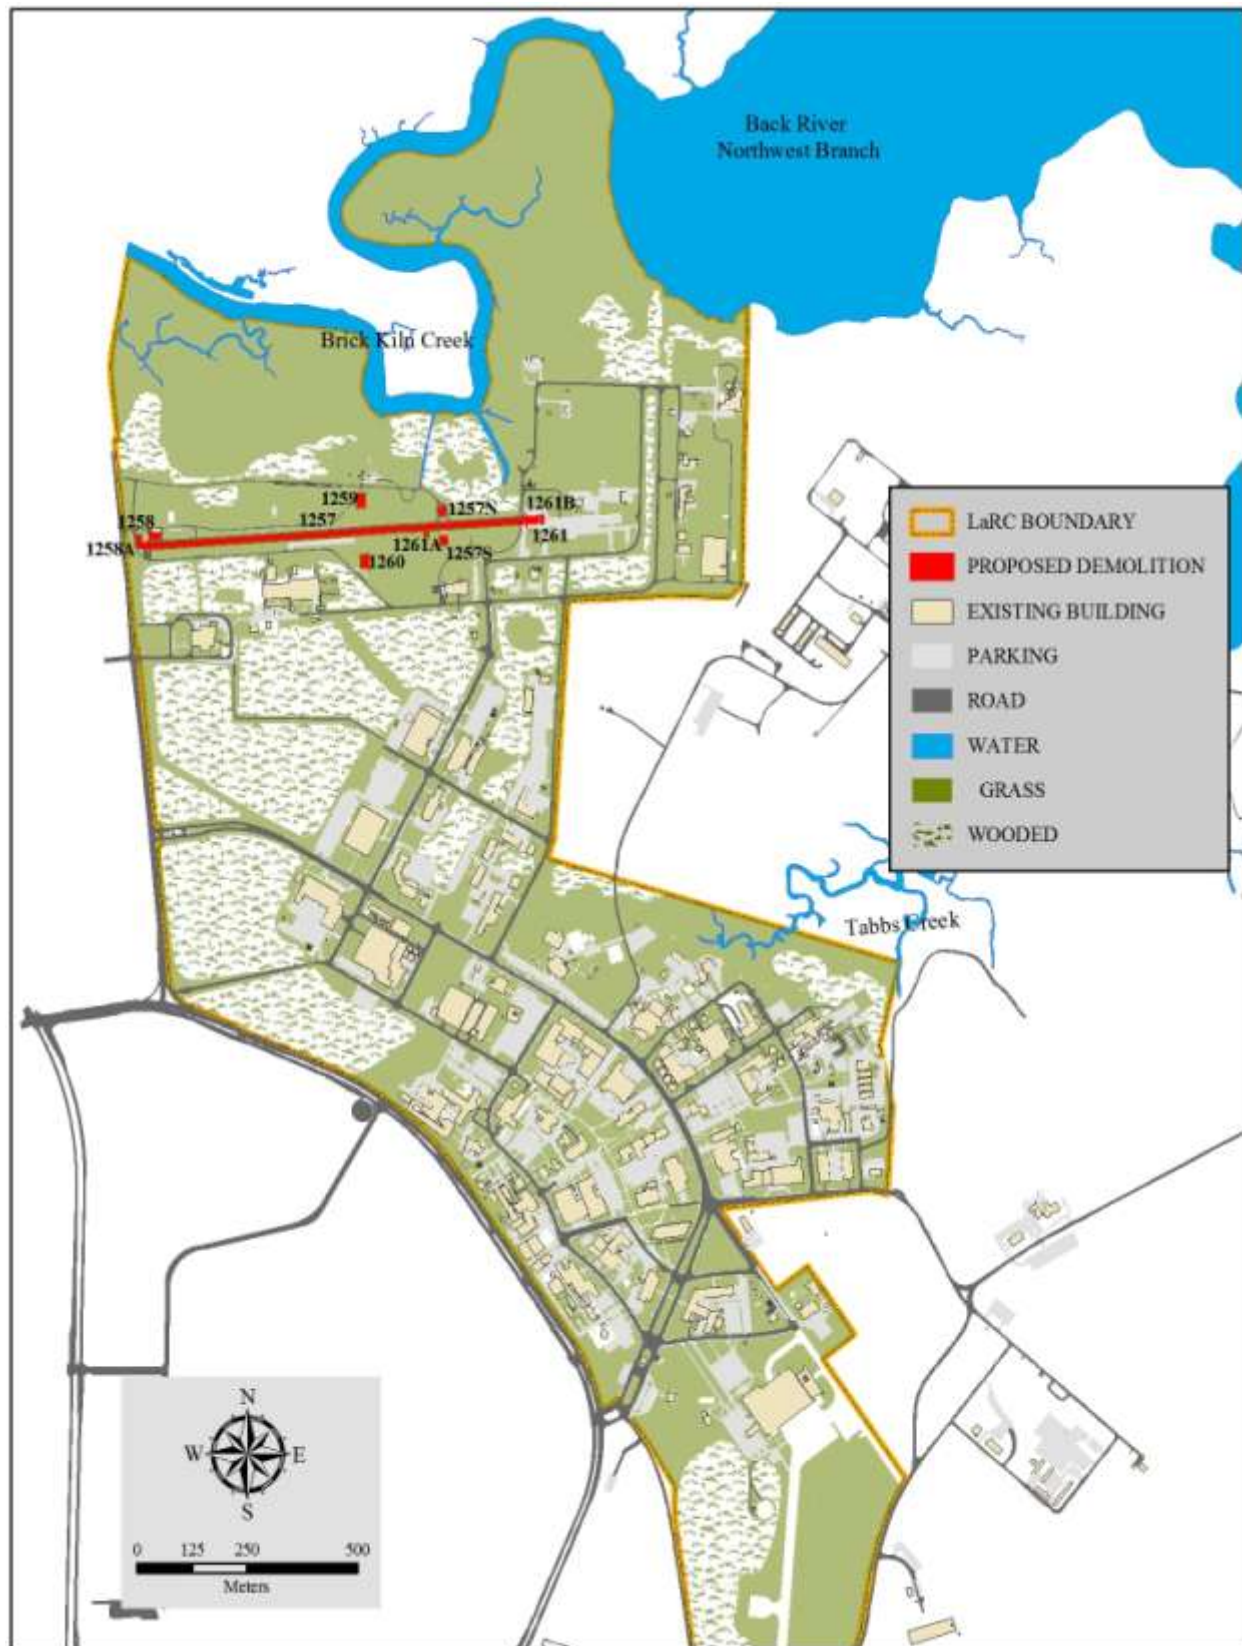 Back River
Northwest Branch
Brick Kiln Creek
1259
1257N
1261B
1258
1257
1258A
1261A
1261
1257S
1260
LaRC BOUNDARY
PROPOSED DEMOLITION
EXISTING BUILDING
PARKING
ROAD
WATER
GRASS
WOODED
Tabbs Creek
N
W E
S
0 125 250 500
Meters